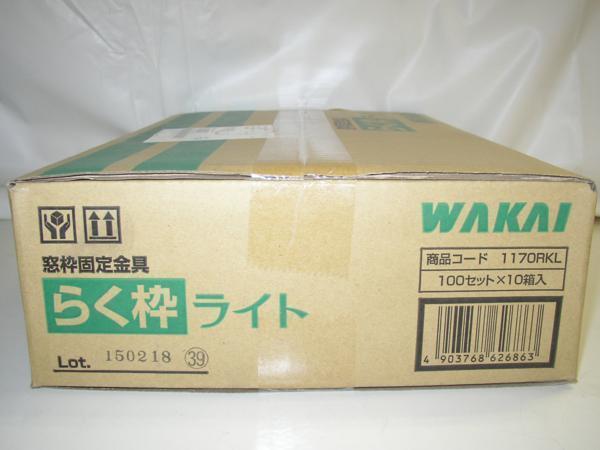 WAKAI
商品コード 1170RKL
100セット×10箱入
窓枠固定金具
らく枠ライト
Lot. 150218 39
4 903768 626863